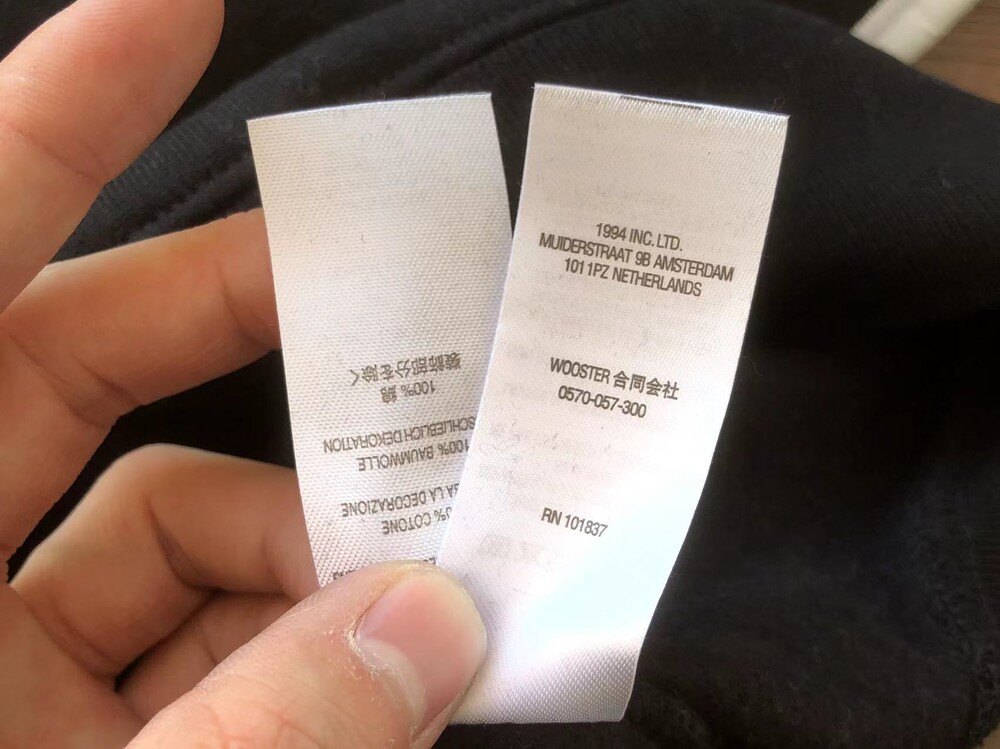 1994 INC. LTD.
MUIDERSTRAAT 9B AMSTERDAM
1011PZ NETHERLANDS
WOOSTER 合同会社
0570-057-300
RN 101837
COTONE
LA DECORAZIONE
100% BAUMWOLLE
DEKORATION
100% 綿
装飾部分を除く